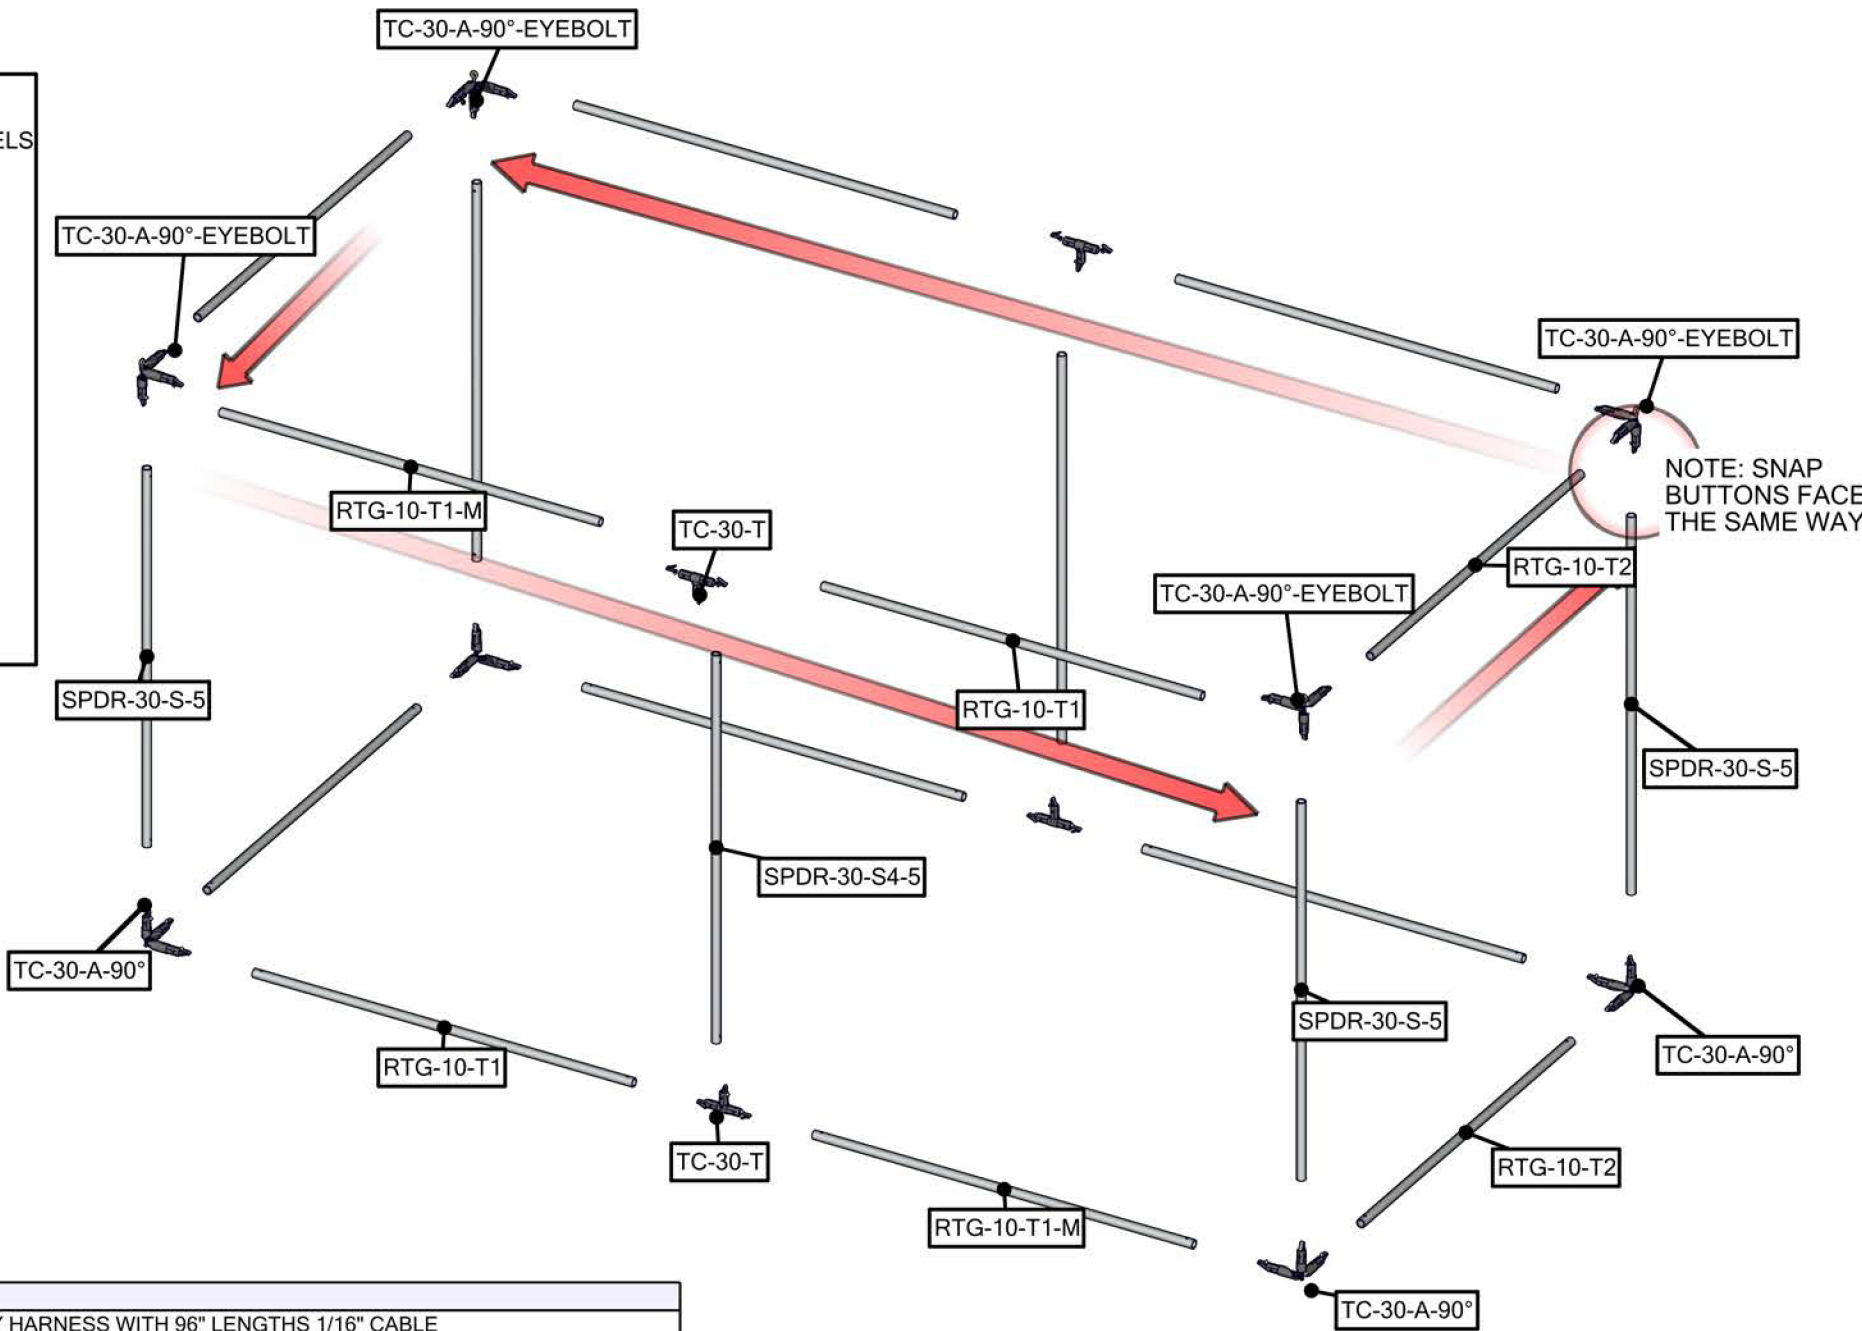 TC-30-A-90°-EYEBOLT
ELS
TC-30-A-90°-EYEBOLT
TC-30-A-90°-EYEBOLT
NOTE: SNAP
BUTTONS FACE
THE SAME WAY
RTG-10-T1-M
TC-30-T
RTG-10-T2
TC-30-A-90°-EYEBOLT
SPDR-30-S-5
RTG-10-T1
SPDR-30-S-5
SPDR-30-S4-5
TC-30-A-90°
SPDR-30-S-5
RTG-10-T1
TC-30-A-90°
TC-30-T
RTG-10-T2
RTG-10-T1-M
TC-30-A-90°
HARNESS WITH 96" LENGTHS 1/16" CABLE